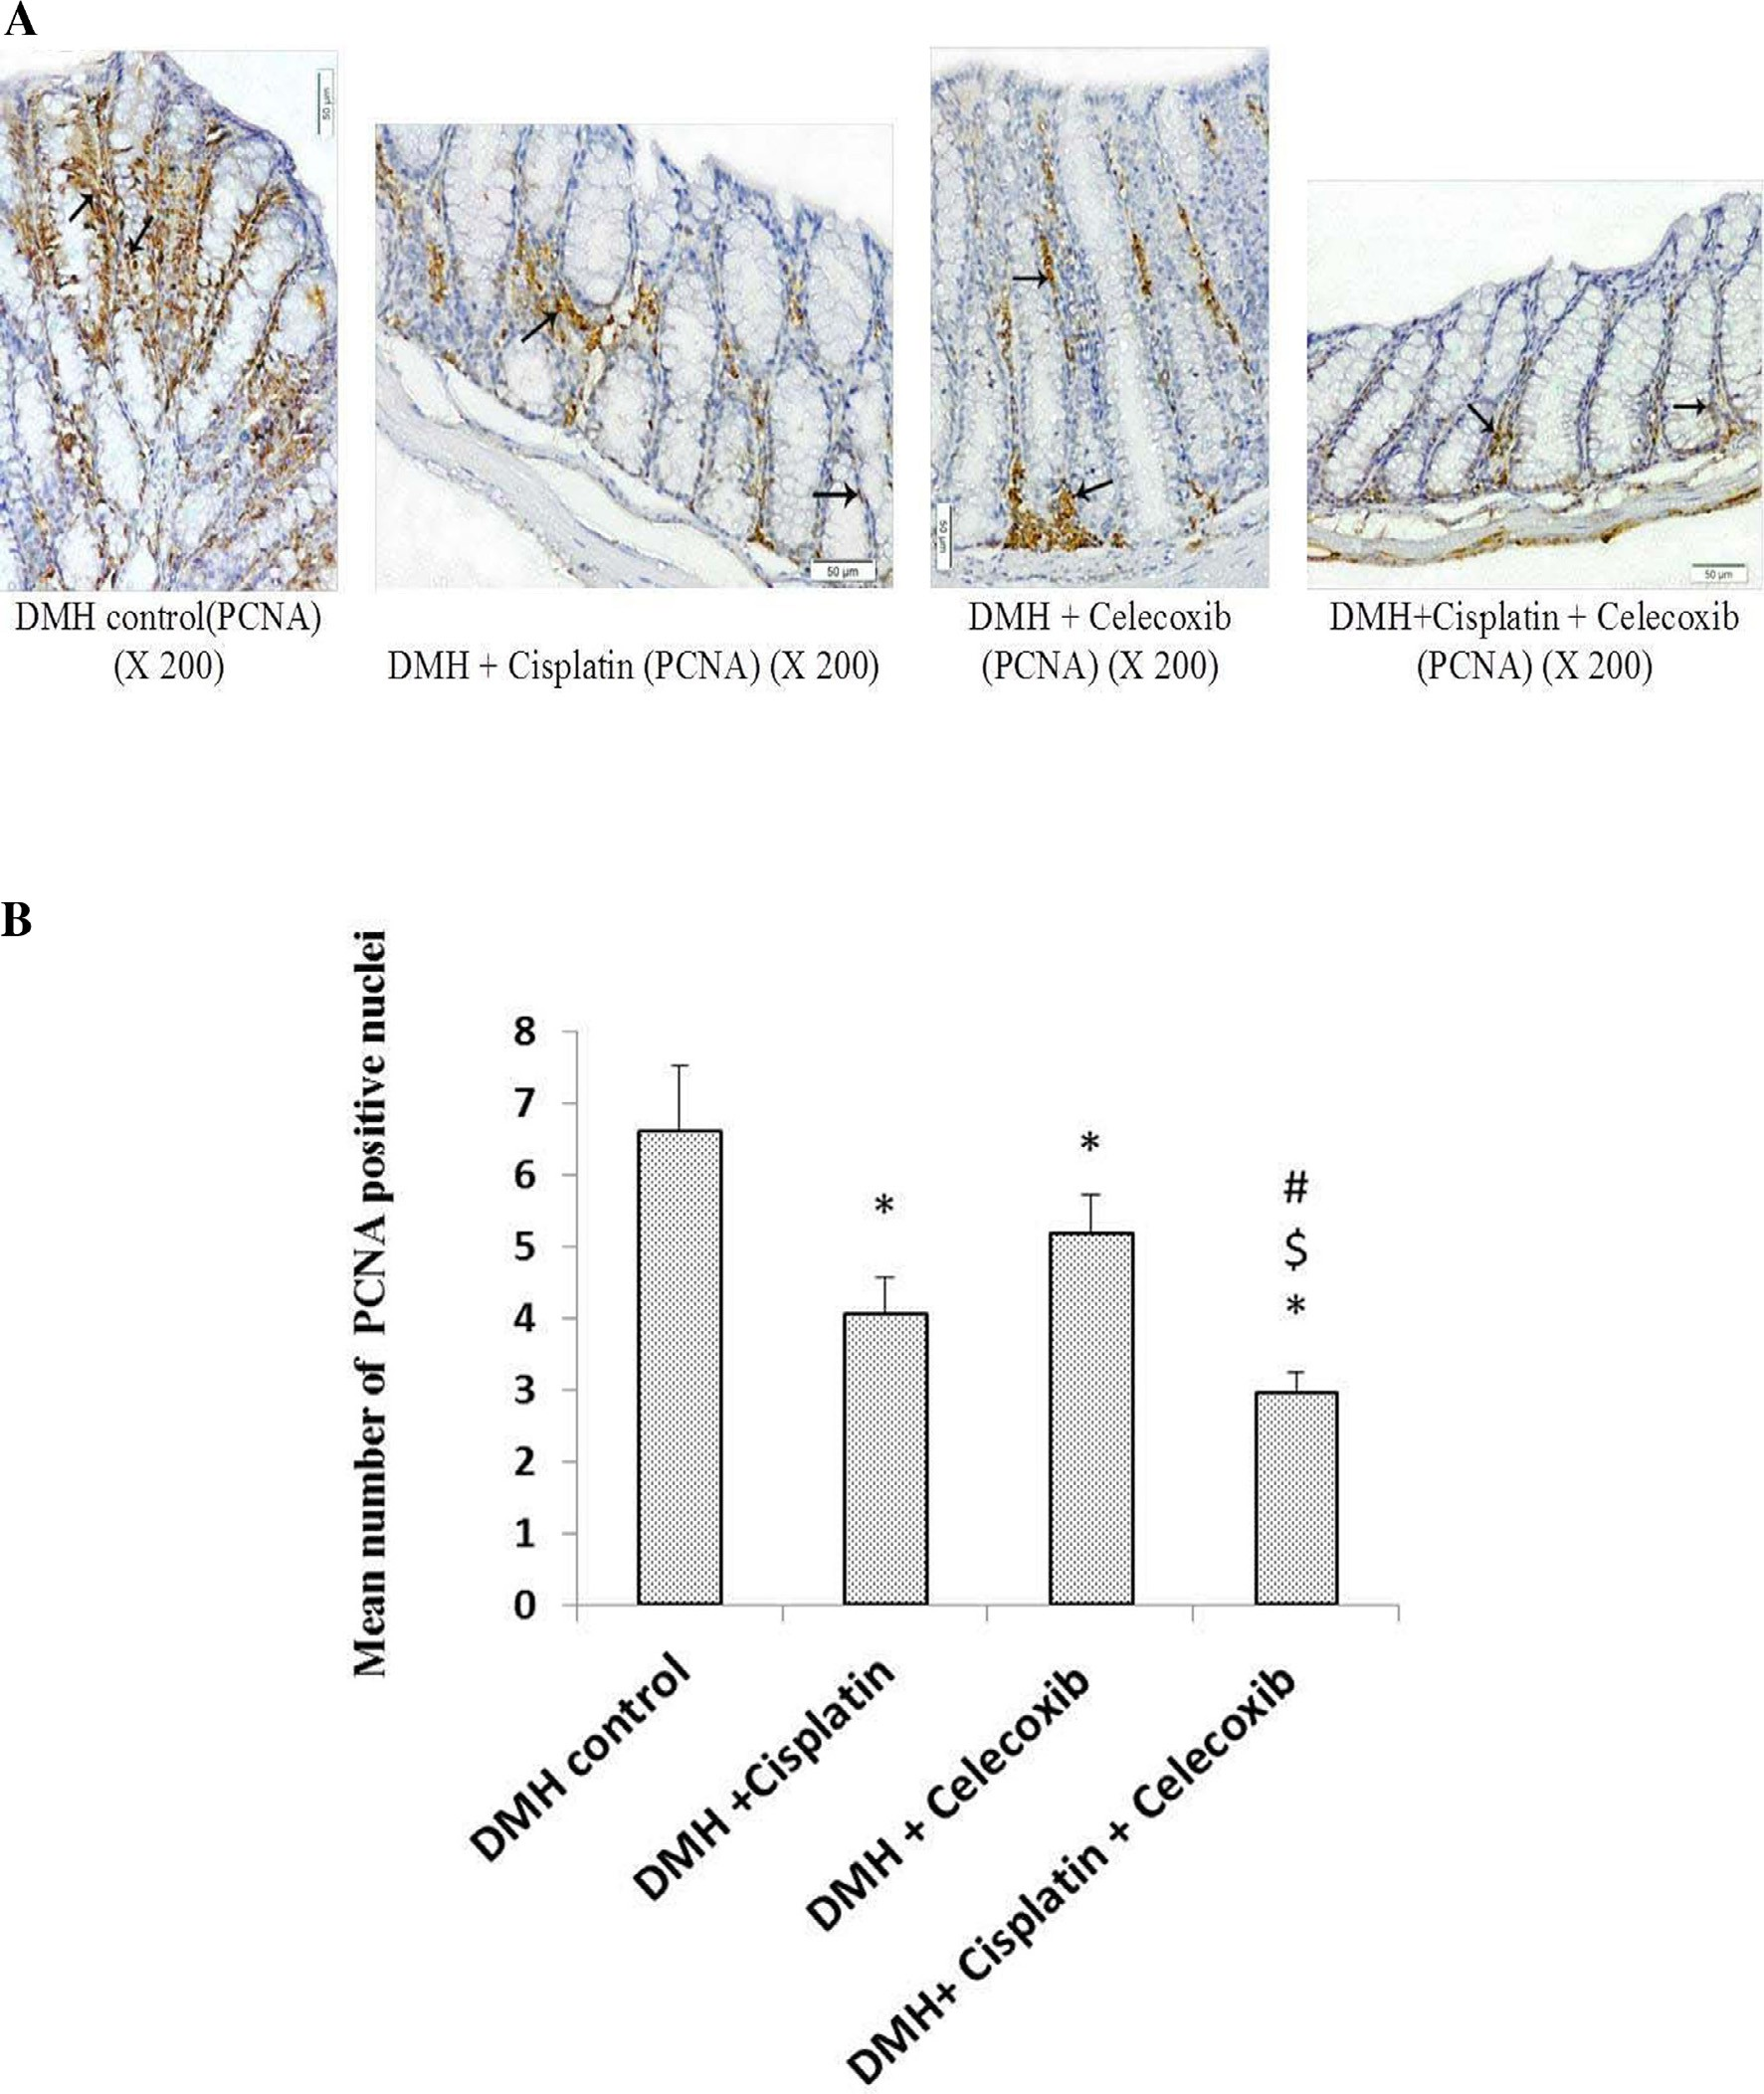 A
50 µm
50 µm
50 µm
50 µm
DMH control(PCNA)
(X 200)
DMH + Cisplatin (PCNA) (X 200)
DMH + Celecoxib
(PCNA) (X 200)
DMH+Cisplatin + Celecoxib
(PCNA) (X 200)
B
Mean number of PCNA positive nuclei
8
7
6
5
4
3
2
1
0
*
*
#
$
*
DMH control
DMH +Cisplatin
DMH + Celecoxib
DMH+ Cisplatin + Celecoxib